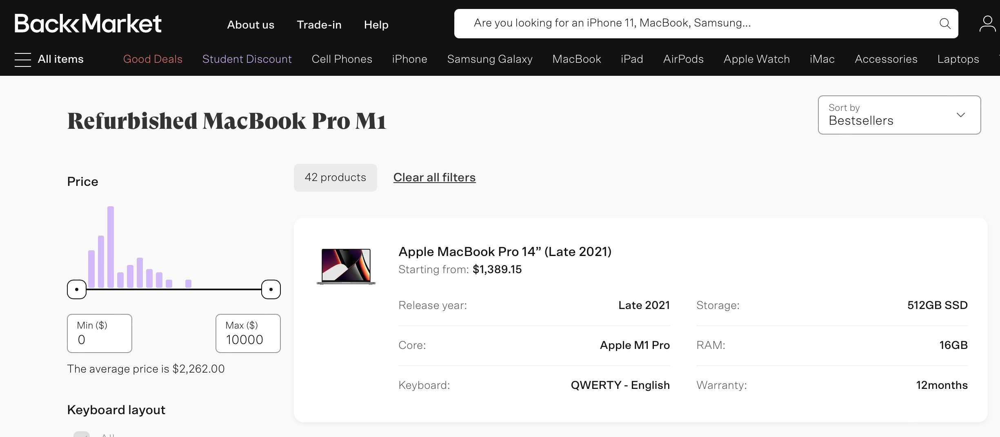 BackMarket
About us
Trade-in
Help
Are you looking for an iPhone 11, MacBook, Samsung...
All items
Good Deals
Student Discount
Cell Phones
iPhone
Samsung Galaxy
MacBook
iPad
AirPods
Apple Watch
iMac
Accessories
Laptops
Refurbished MacBook Pro M1
Sort by
Bestsellers
Price
42 products
Clear all filters
Min ($)
0
Max ($)
10000
The average price is $2,262.00
Keyboard layout
All
Apple MacBook Pro 14” (Late 2021)
Starting from: $1,389.15
Release year: Late 2021
Storage: 512GB SSD
Core: Apple M1 Pro
RAM: 16GB
Keyboard: QWERTY - English
Warranty: 12months